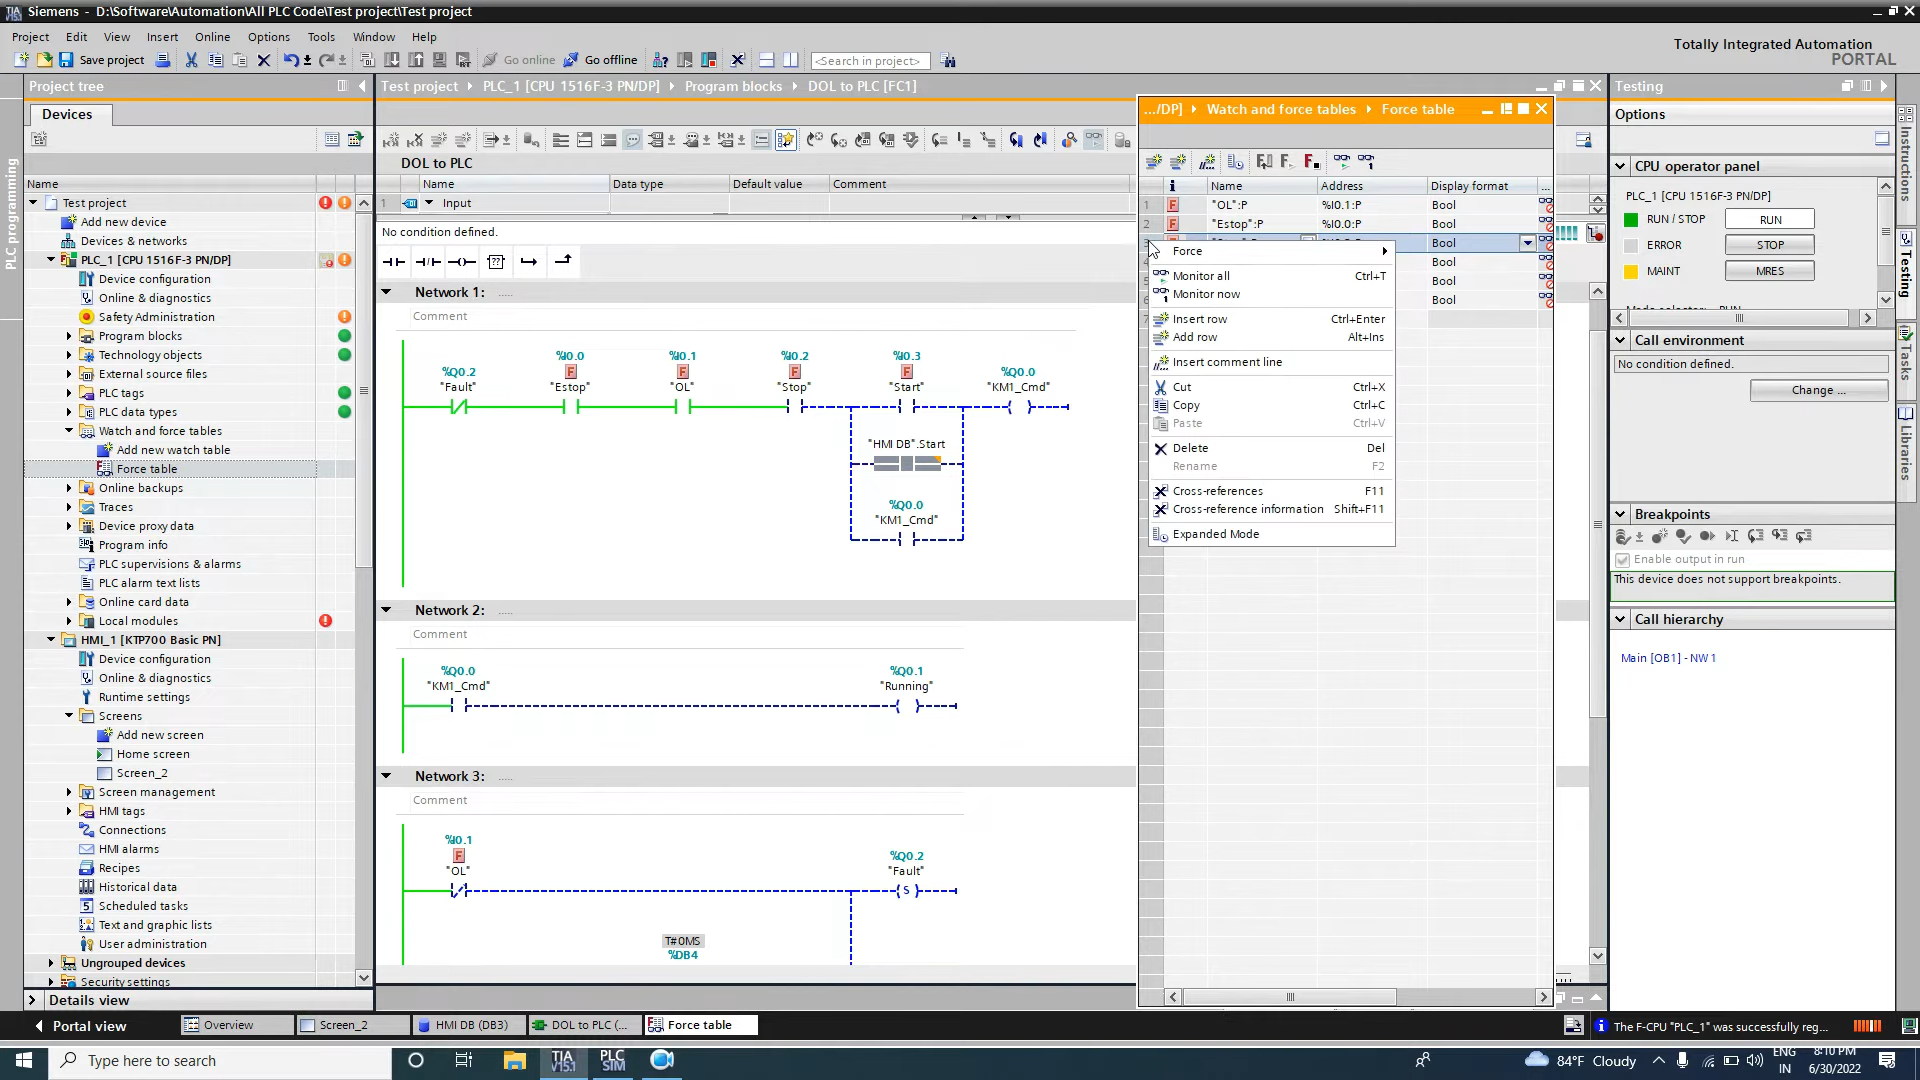 Siemens - D:\Software\Automation\All PLC Code\Test project\Test project
Project Edit View Insert Online Options Tools Window Help
Totally Integrated Automation
PORTAL
Save project
Go online
Go offline
<Search in project>
Project tree
Devices
PLC programming
Name
Test project
Add new device
Devices & networks
PLC_1 [CPU 1516F-3 PN/DP]
Device configuration
Online & diagnostics
Safety Administration
Program blocks
Technology objects
External source files
PLC tags
PLC data types
Watch and force tables
Add new watch table
Force table
Online backups
Traces
Device proxy data
Program info
PLC supervisions & alarms
PLC alarm text lists
Online card data
Local modules
HMI_1 [KTP700 Basic PN]
Device configuration
Online & diagnostics
Runtime settings
Screens
Add new screen
Home screen
Screen_2
Screen management
HMI tags
Connections
HMI alarms
Recipes
Historical data
Scheduled tasks
Text and graphic lists
User administration
Ungrouped devices
Security settings
Details view
Test project PLC_1 [CPU 1516F-3 PN/DP] Program blocks DOL to PLC [FC1]
DOL to PLC
Name Data type Default value Comment
1 Input
No condition defined.
Network 1: .....
Comment
%Q0.2
"Fault"
%I0.0
F
"Estop"
%I0.1
F
"OL"
%I0.2
F
"Stop"
%I0.3
F
"Start"
%Q0.0
"KM1_Cmd"
"HMI DB".Start
%Q0.0
"KM1_Cmd"
Network 2: .....
Comment
%Q0.0
"KM1_Cmd"
%Q0.1
"Running"
Network 3: .....
Comment
%I0.1
F
"OL"
%Q0.2
"Fault"
S
T#0MS
%DB4
.../DP] Watch and force tables Force table
i Name Address Display format ...
1 F "OL":P %I0.1:P Bool
2 F "Estop":P %I0.0:P Bool
3 Bool
Bool
Bool
Bool
7
Force
Monitor all Ctrl+T
Monitor now
Insert row Ctrl+Enter
Add row Alt+Ins
Insert comment line
Cut Ctrl+X
Copy Ctrl+C
Paste Ctrl+V
Delete Del
Rename F2
Cross-references F11
Cross-reference information Shift+F11
Expanded Mode
Testing
Options
CPU operator panel
PLC_1 [CPU 1516F-3 PN/DP]
RUN / STOP RUN
ERROR STOP
MAINT MRES
Call environment
No condition defined.
Change ...
Breakpoints
Enable output in run
This device does not support breakpoints.
Call hierarchy
Main [OB1] - NW 1
Instructions
Testing
Tasks
Libraries
Portal view
Overview
Screen_2
HMI DB (DB3)
DOL to PLC (...
Force table
The F-CPU "PLC_1" was successfully reg...
Type here to search
TIA
V15.1
PLC
SIM
84°F Cloudy
ENG
IN
8:10 PM
6/30/2022